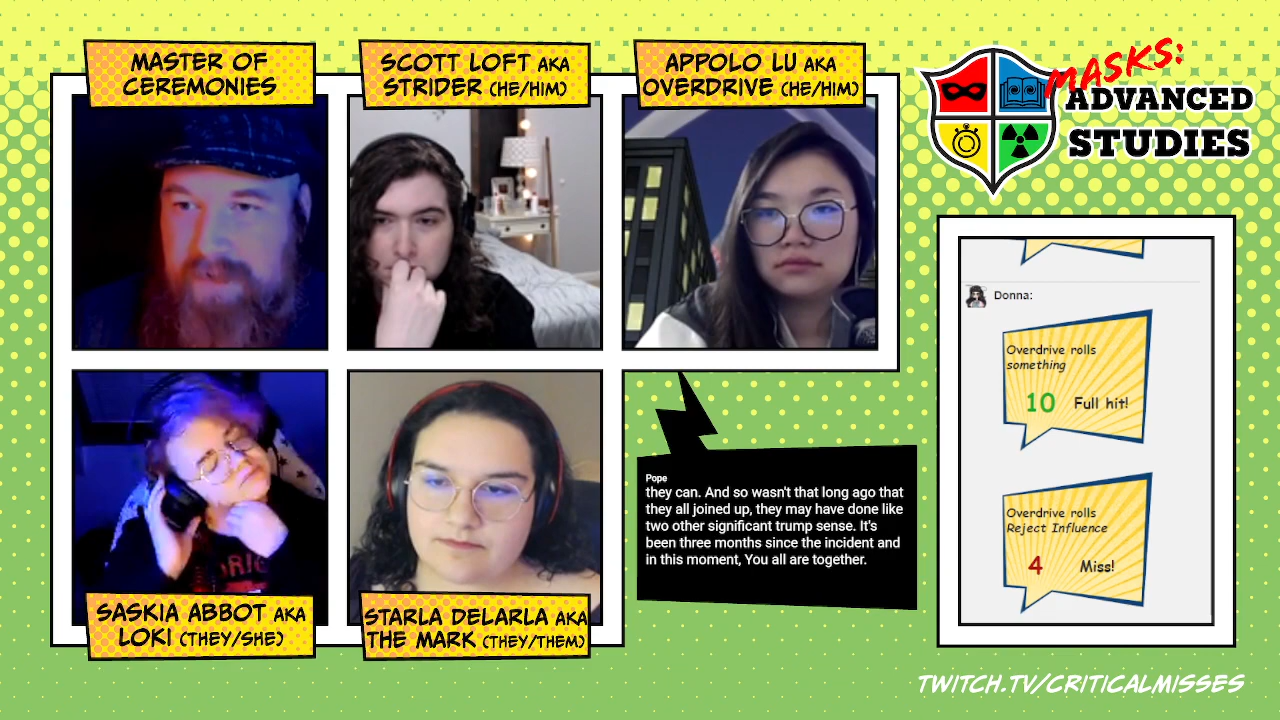 MASTER OF
CEREMONIES
SCOTT LOFT AKA
STRIDER (HE/HIM)
APPOLO LU AKA
OVERDRIVE (HE/HIM)
MASKS:
ADVANCED
STUDIES
SASKIA ABBOT AKA
LOKI (THEY/SHE)
STARLA DELARLA AKA
THE MARK (THEY/THEM)
Pope
they can. And so wasn't that long ago that
they all joined up, they may have done like
two other significant trump sense. It's
been three months since the incident and
in this moment, You all are together.
Donna:
Overdrive rolls
something
10 Full hit!
Overdrive rolls
Reject Influence
4 Miss!
TWITCH.TV/CRITICALMISSES